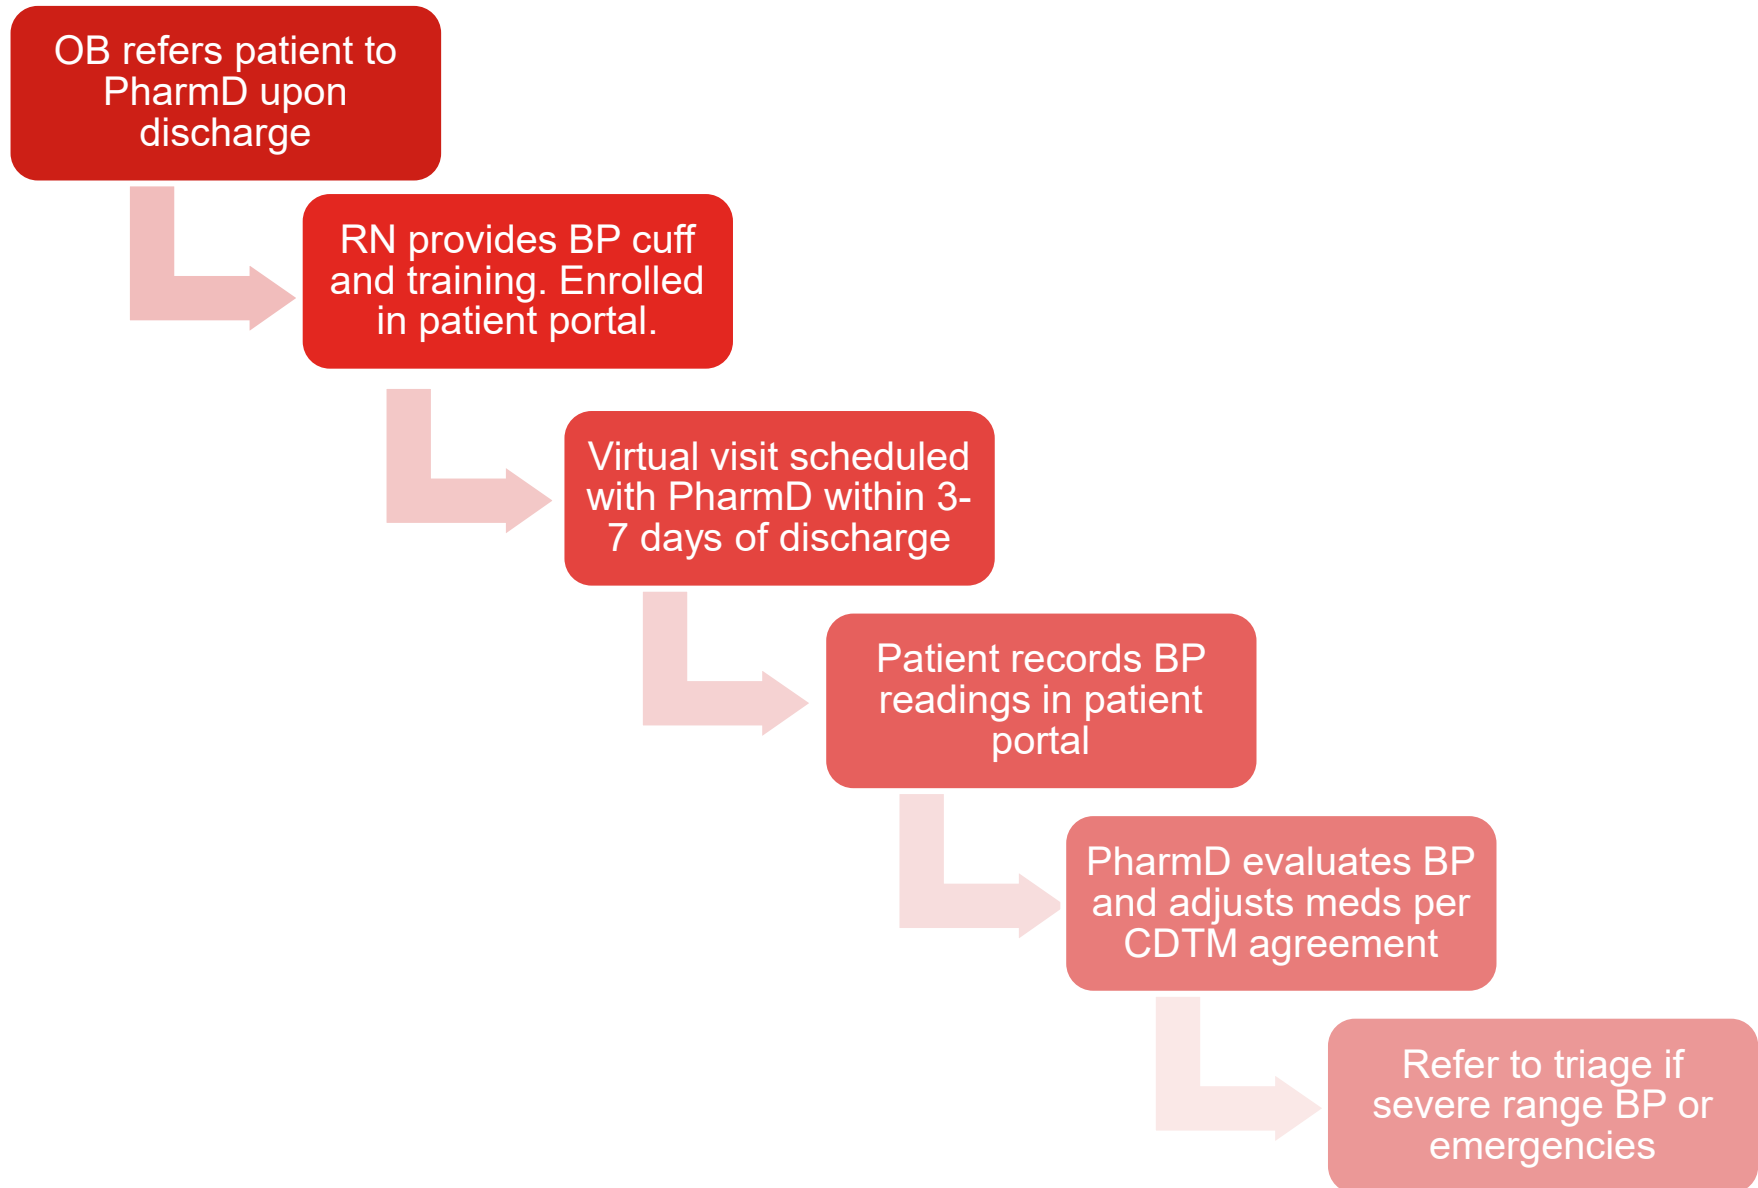 OB refers patient to
PharmD upon
discharge
RN provides BP cuff
and training. Enrolled
in patient portal.
Virtual visit scheduled
with PharmD within 3-
7 days of discharge
Patient records BP
readings in patient
portal
PharmD evaluates BP
and adjusts meds per
CDTM agreement
Refer to triage if
severe range BP or
emergencies